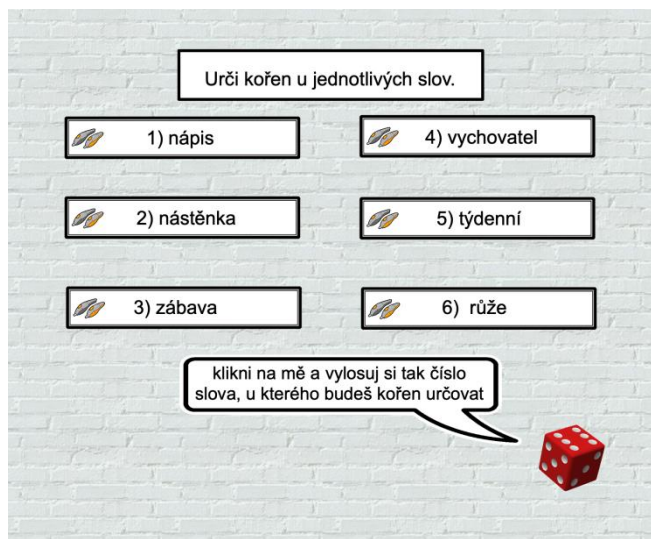 Urči kořen u jednotlivých slov.
1) nápis
4) vychovatel
2) nástěnka
5) týdenní
3) zábava
6) růže
klikni na mě a vylosuj si tak číslo
slova, u kterého budeš kořen určovat